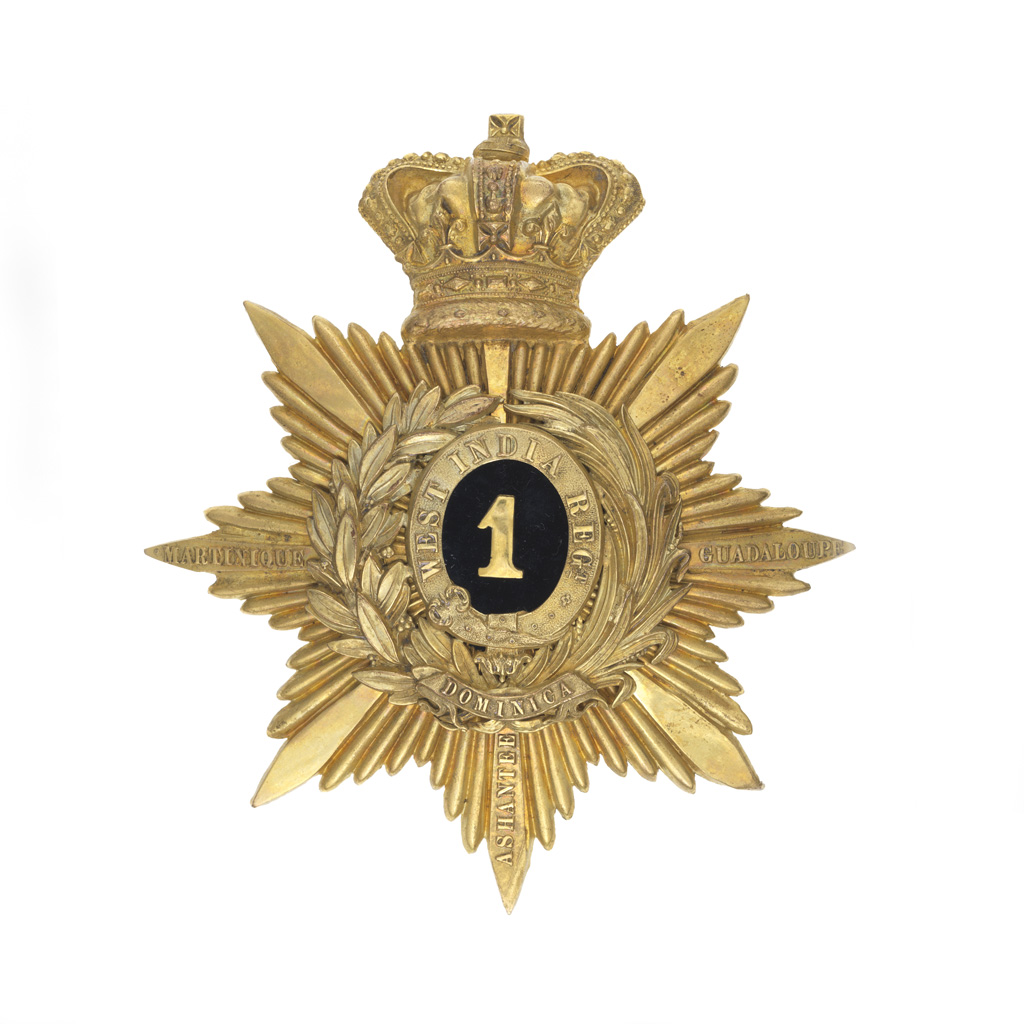 WEST INDIA REGT
1
MARTINIQUE
GUADALOUPE
DOMINICA
ASHANTEE